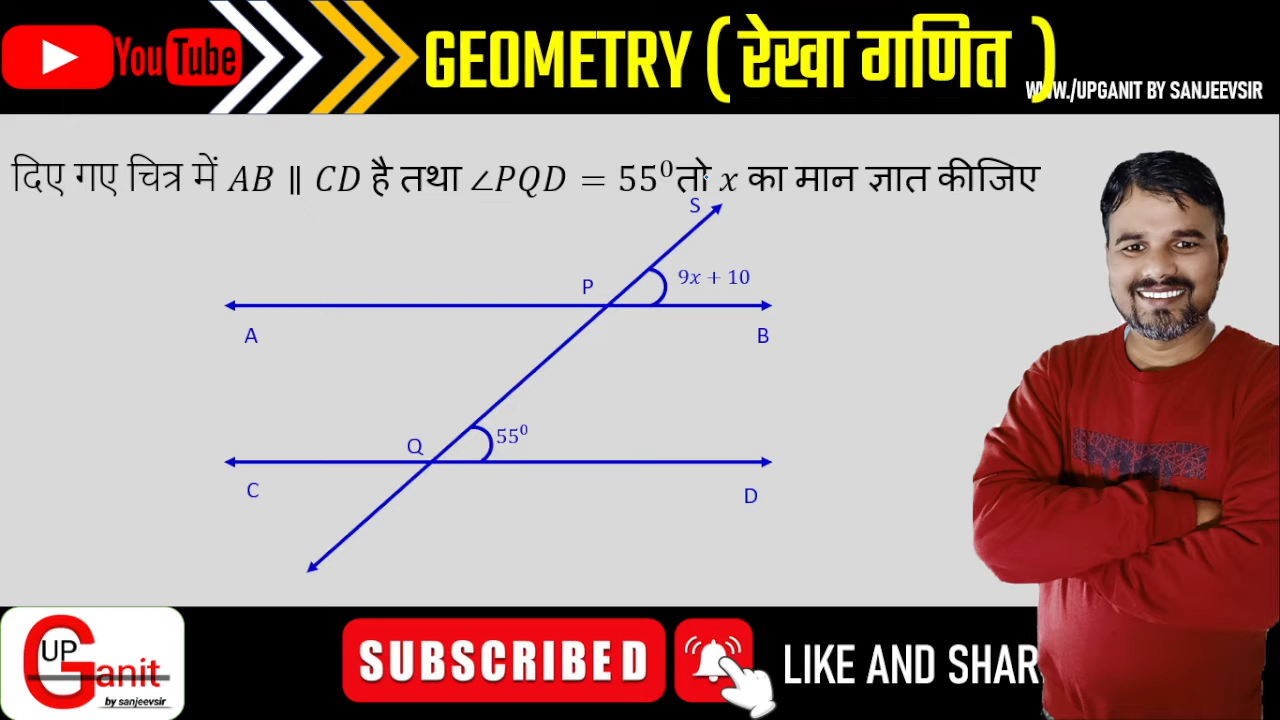 YouTube
GEOMETRY ( रेखा गणित )
WWW./UPGANIT BY SANJEEVSIR
दिए गए चित्र में AB ∥ CD है तथा ∠PQD = 55⁰तो x का मान ज्ञात कीजिए
S
P
9x + 10
A
B
Q
55⁰
C
D
UP
Ganit
by sanjeevsir
SUBSCRIBED
LIKE AND SHAR